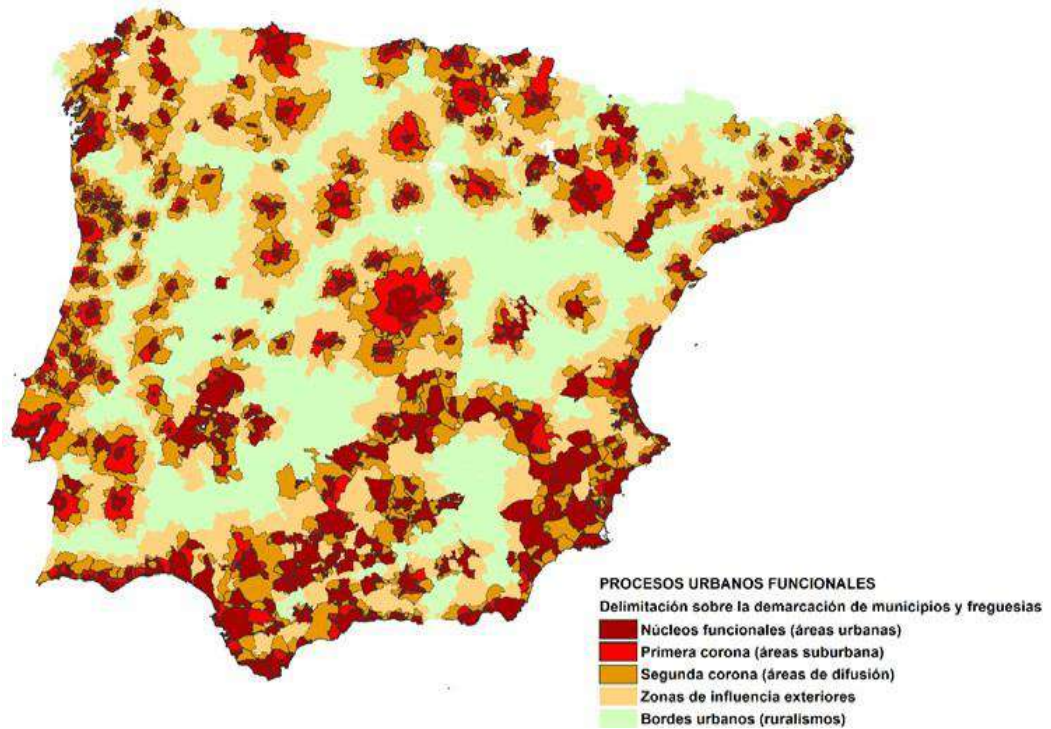 PROCESOS URBANOS FUNCIONALES
Delimitación sobre la demarcación de municipios y freguesias
Núcleos funcionales (áreas urbanas)
Primera corona (áreas suburbana)
Segunda corona (áreas de difusión)
Zonas de influencia exteriores
Bordes urbanos (ruralismos)